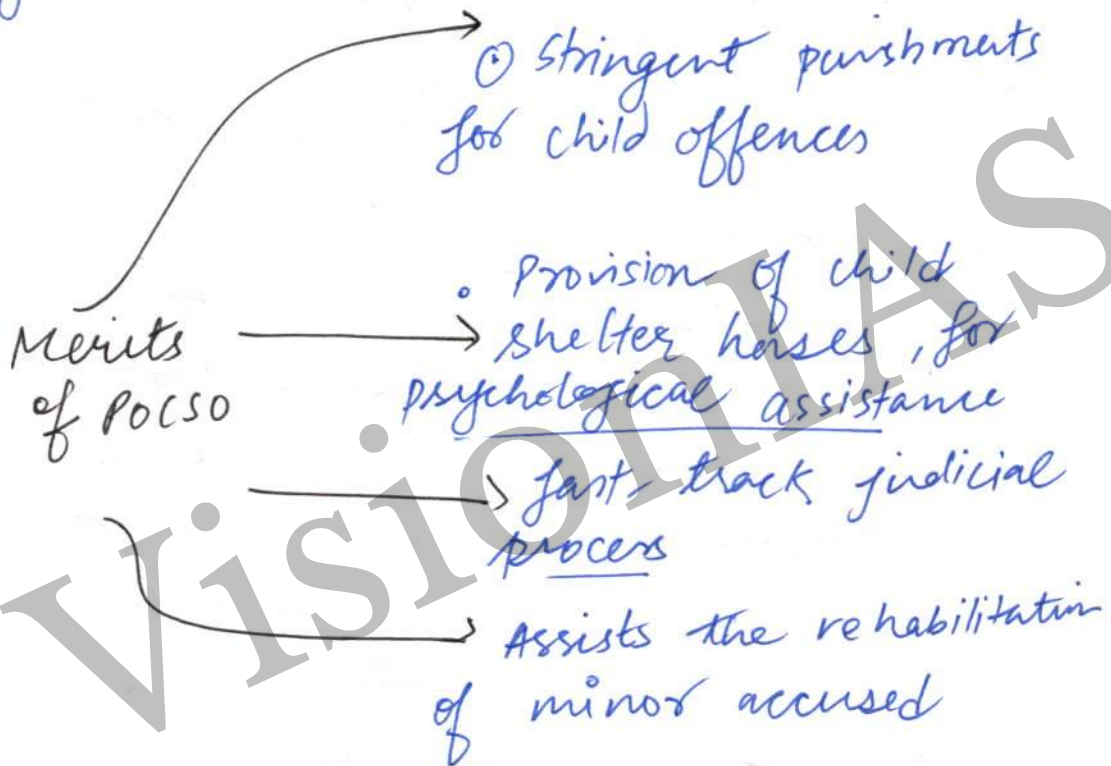 ⊙ Stringent punishments
for child offences
Merits
of POCSO
• Provision of child
shelter houses, for
psychological assistance
fast-track judicial
process
Assists the rehabilitation
of minor accused
VisionIAS